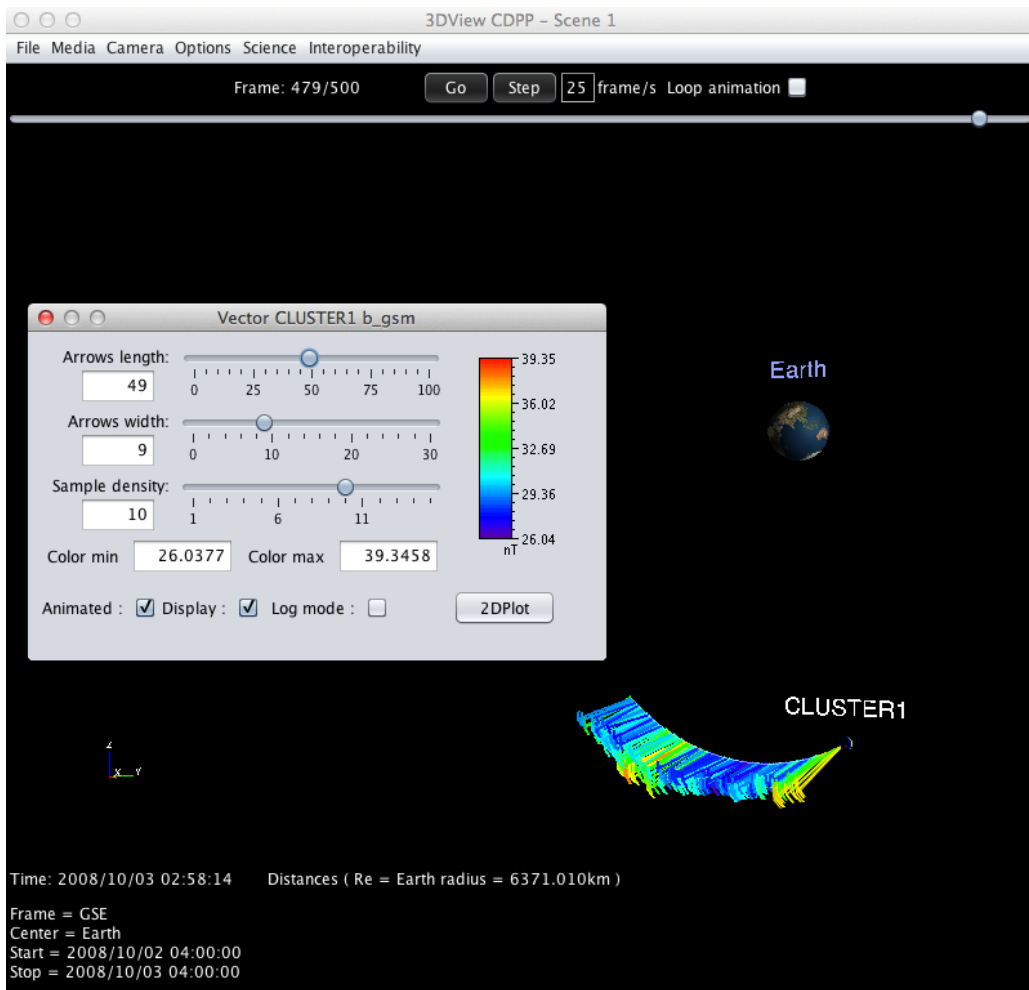 3DView CDPP – Scene 1
File Media Camera Options Science Interoperability
Frame: 479/500 Go Step 25 frame/s Loop animation
Vector CLUSTER1 b_gsm
Arrows length:
49
0 25 50 75 100
Arrows width:
9
0 10 20 30
Sample density:
10
1 6 11
Color min 26.0377 Color max 39.3458
Animated : Display : Log mode : 2DPlot
39.35
36.02
32.69
29.36
26.04
nT
Earth
CLUSTER1
Z
X Y
Time: 2008/10/03 02:58:14 Distances ( Re = Earth radius = 6371.010km )
Frame = GSE
Center = Earth
Start = 2008/10/02 04:00:00
Stop = 2008/10/03 04:00:00